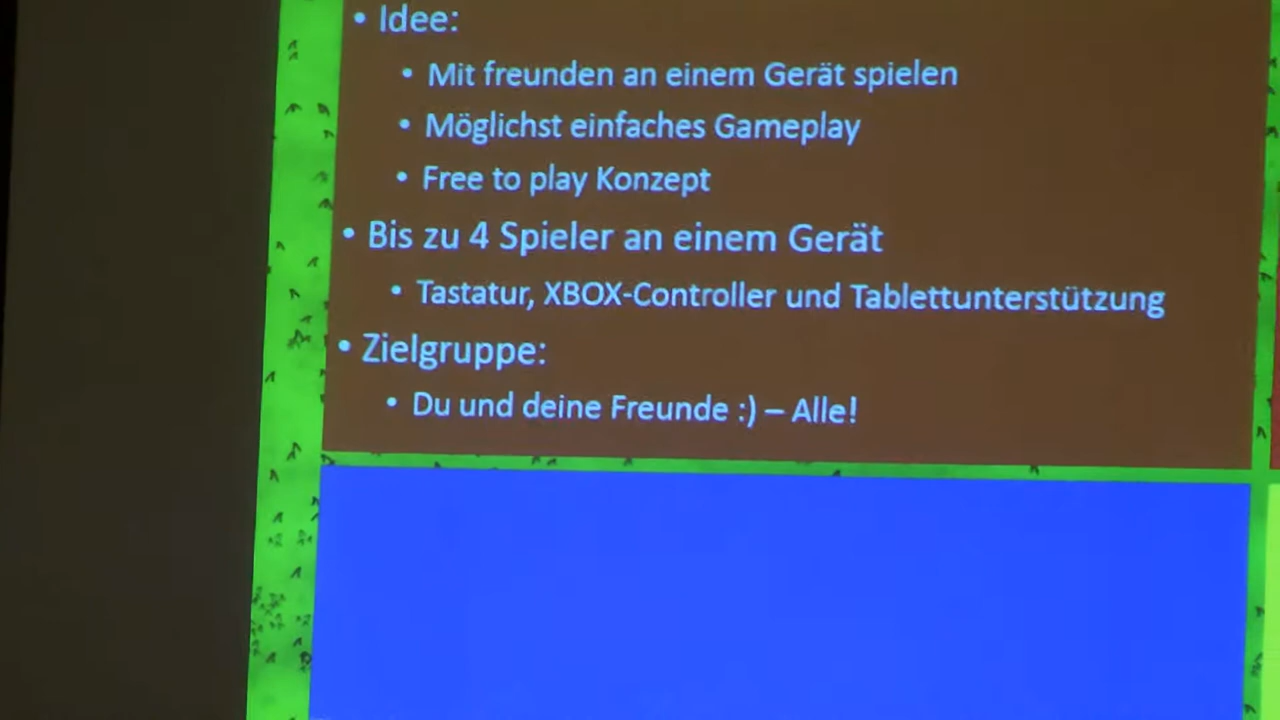 • Idee:
• Mit freunden an einem Gerät spielen
• Möglichst einfaches Gameplay
• Free to play Konzept
• Bis zu 4 Spieler an einem Gerät
• Tastatur, XBOX-Controller und Tablettunterstützung
• Zielgruppe:
• Du und deine Freunde :) – Alle!